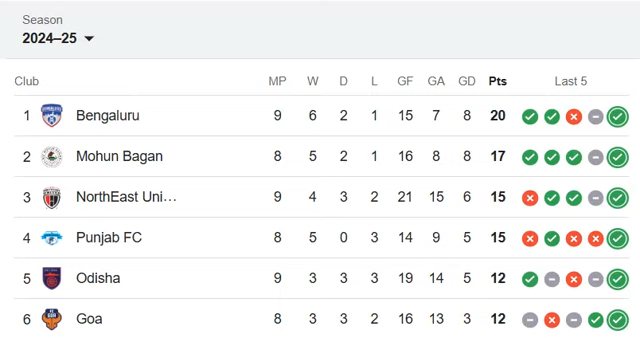 Season
2024–25
Club MP W D L GF GA GD Pts Last 5
1 Bengaluru 9 6 2 1 15 7 8 20
2 Mohun Bagan 8 5 2 1 16 8 8 17
3 NorthEast Uni... 9 4 3 2 21 15 6 15
4 Punjab FC 8 5 0 3 14 9 5 15
5 Odisha 9 3 3 3 19 14 5 12
6 Goa 8 3 3 2 16 13 3 12